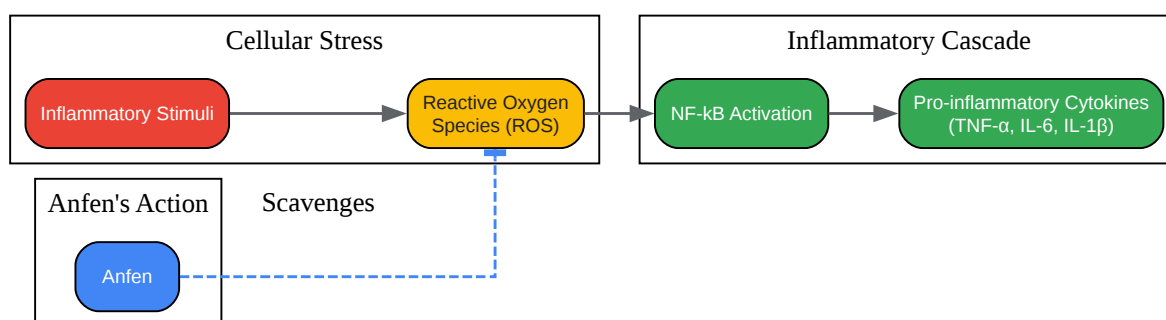 Cellular Stress
Inflammatory Cascade
Inflammatory Stimuli
Reactive Oxygen
Species (ROS)
NF-kB Activation
Pro-inflammatory Cytokines
(TNF-α, IL-6, IL-1β)
Anfen's Action
Scavenges
Anfen